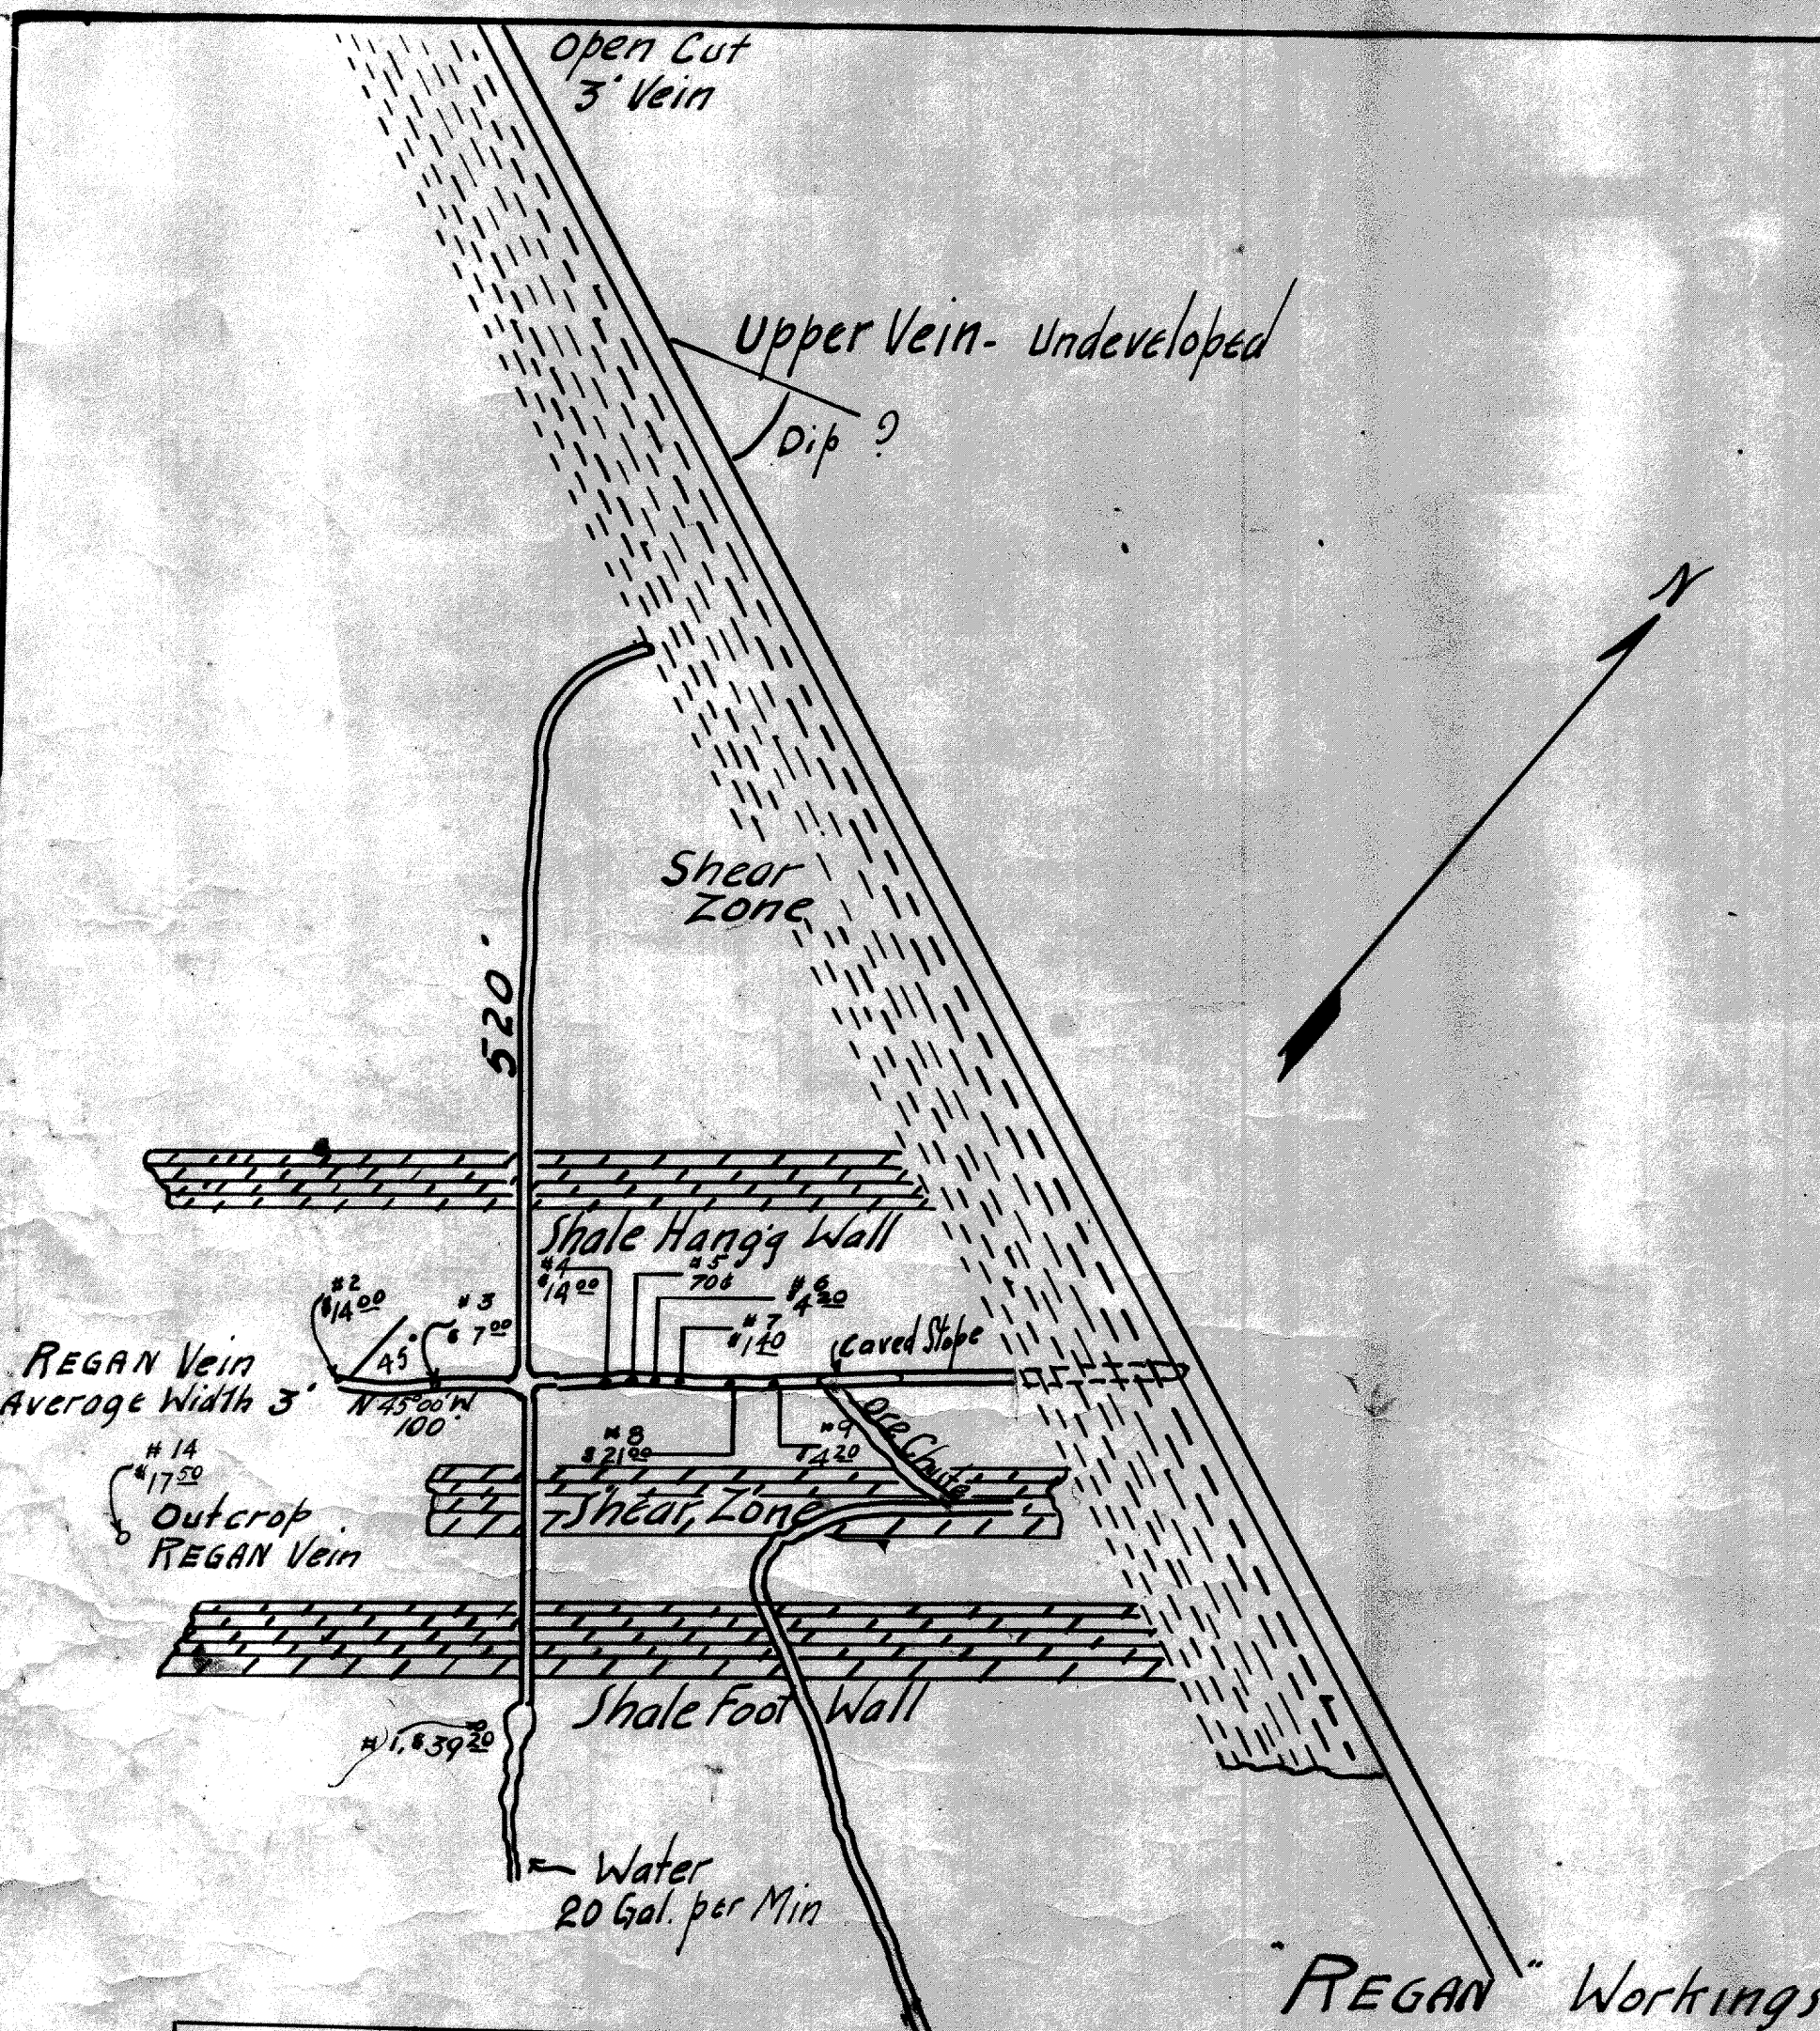 Open Cut
3' Vein
Upper Vein- Undeveloped
Dip ?
N
Shear
Zone
520'
Shale Hang'g Wall
#2
$14 00
45°
#3
$ 7 00
#4
$14 00
#5
70¢
#6
4 20
#7
$1 40
Caved Stope
REGAN Vein
Average Width 3'
N 45°00' W
100'
#8
$21 00
#9
4 20
Ore Chute
#14
$17 50
Outcrop
REGAN Vein
Shear Zone
Shale Foot Wall
#1, $39 20
Water
20 Gal. per Min
"REGAN" Workings